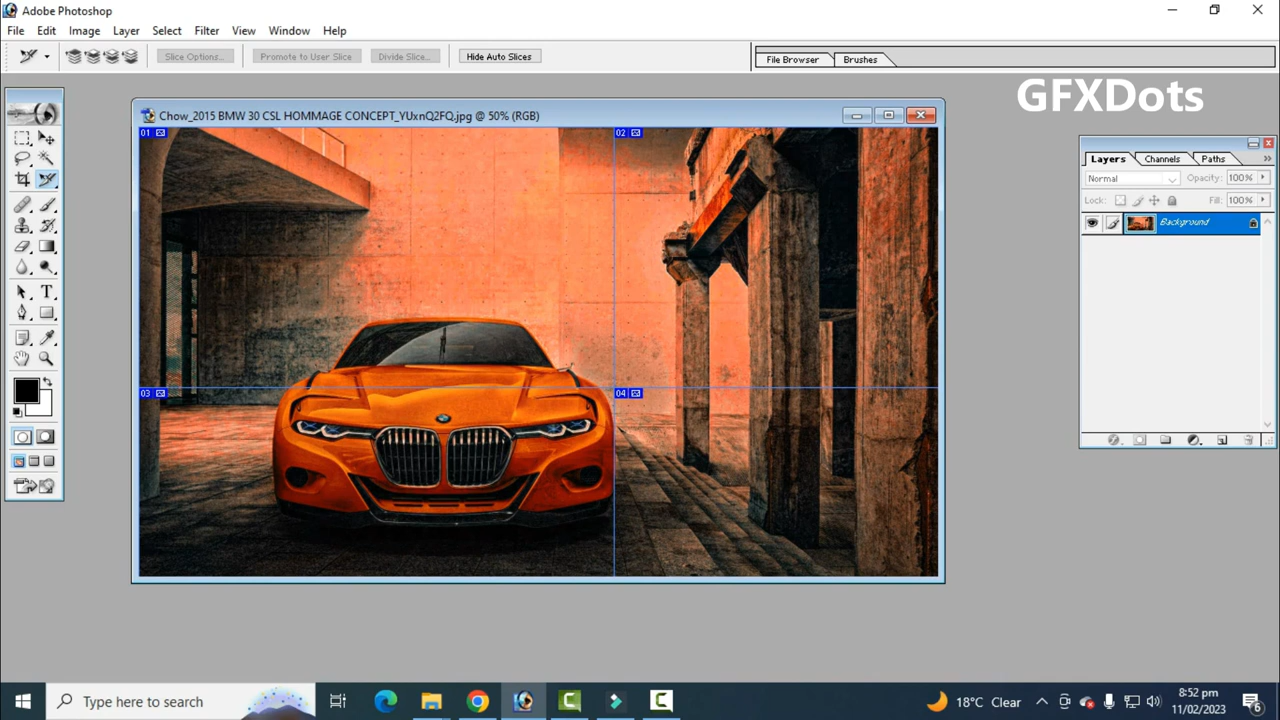 Adobe Photoshop
File Edit Image Layer Select Filter View Window Help
Slice Options... Promote to User Slice Divide Slice... Hide Auto Slices File Browser Brushes
GFXDots
Chow_2015 BMW 30 CSL HOMMAGE CONCEPT_YUxnQ2FQ.jpg @ 50% (RGB)
01 02
03 04
Layers Channels Paths
Normal Opacity: 100%
Lock: Fill: 100%
Background
Type here to search
18°C Clear
8:52 pm
11/02/2023
6